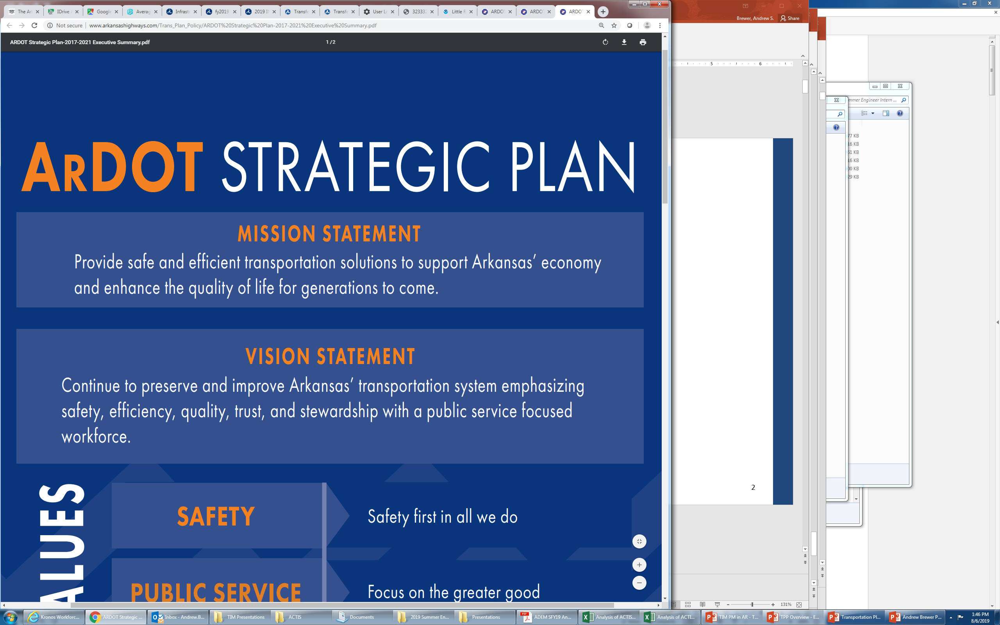 The Ar
IDrive
Google
Averag
Infrast
fy2019
2019 I
Transfe
Transfe
User Lo
32333
Little R
ARDO
ARDO
ARDO
Not secure | www.arkansashighways.com/Trans_Plan_Policy/ARDOT%20Strategic%20Plan-2017-2021%20Executive%20Summary.pdf
Brewer, Andrew S. Share
ARDOT Strategic Plan-2017-2021 Executive Summary.pdf
1 / 2
5 6
mmer Engineer Intern ...
77 KB
16 KB
51 KB
16 KB
00 KB
29 KB
ARDOT STRATEGIC PLAN
MISSION STATEMENT
Provide safe and efficient transportation solutions to support Arkansas’ economy
and enhance the quality of life for generations to come.
VISION STATEMENT
Continue to preserve and improve Arkansas’ transportation system emphasizing
safety, efficiency, quality, trust, and stewardship with a public service focused
workforce.
ALUES
SAFETY
Safety first in all we do
PUBLIC SERVICE
Focus on the greater good
2
131%
Kronos Workforc...
ARDOT Strategic ...
Inbox - Andrew.B...
TIM Presentations
ACTIS
Documents
2019 Summer En...
Presentations
ADEM SFY19 An...
Analysis of ACTIS...
Analysis of ACTI...
TIM PM in AR - T...
TPP Overview - E...
Transportation Pl...
Andrew Brewer P...
1:46 PM
8/6/2019